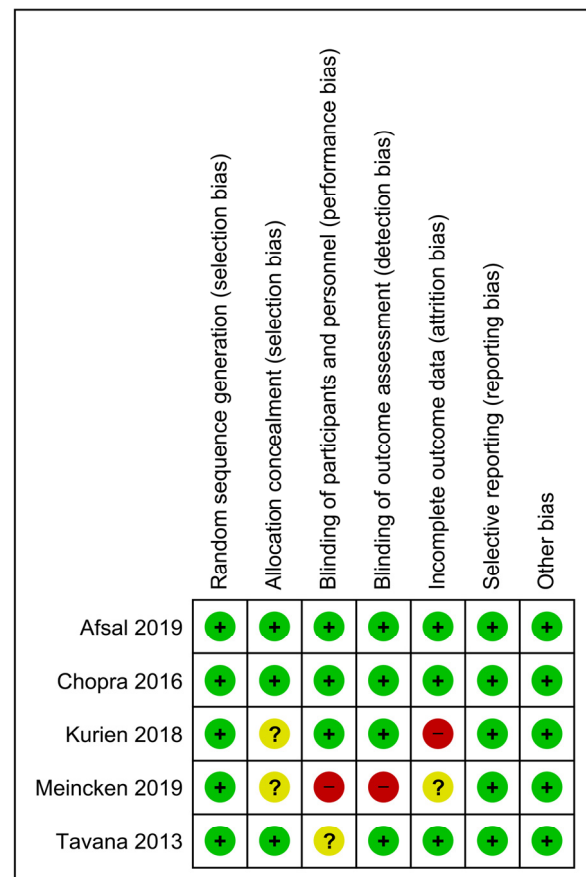 Random sequence generation (selection bias)
Allocation concealment (selection bias)
Blinding of participants and personnel (performance bias)
Blinding of outcome assessment (detection bias)
Incomplete outcome data (attrition bias)
Selective reporting (reporting bias)
Other bias
Afsal 2019 + + + + + + +
Chopra 2016 + + + + + + +
Kurien 2018 + ? + + − + +
Meincken 2019 + ? − − ? + +
Tavana 2013 + + ? + + + +